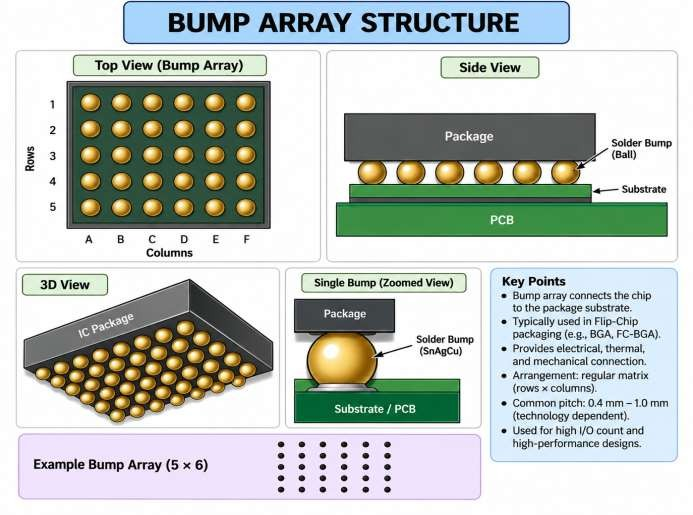 BUMP ARRAY STRUCTURE
Top View (Bump Array)
1
2
3
4
5
Rows
A B C D E F
Columns
Side View
Package
Solder Bump
(Ball)
Substrate
PCB
3D View
IC Package
Single Bump (Zoomed View)
Package
Solder Bump
(SnAgCu)
Substrate / PCB
Key Points
• Bump array connects the chip
to the package substrate.
• Typically used in Flip-Chip
packaging (e.g., BGA, FC-BGA).
• Provides electrical, thermal,
and mechanical connection.
• Arrangement: regular matrix
(rows × columns).
• Common pitch: 0.4 mm – 1.0 mm
(technology dependent).
• Used for high I/O count and
high-performance designs.
Example Bump Array (5 × 6)